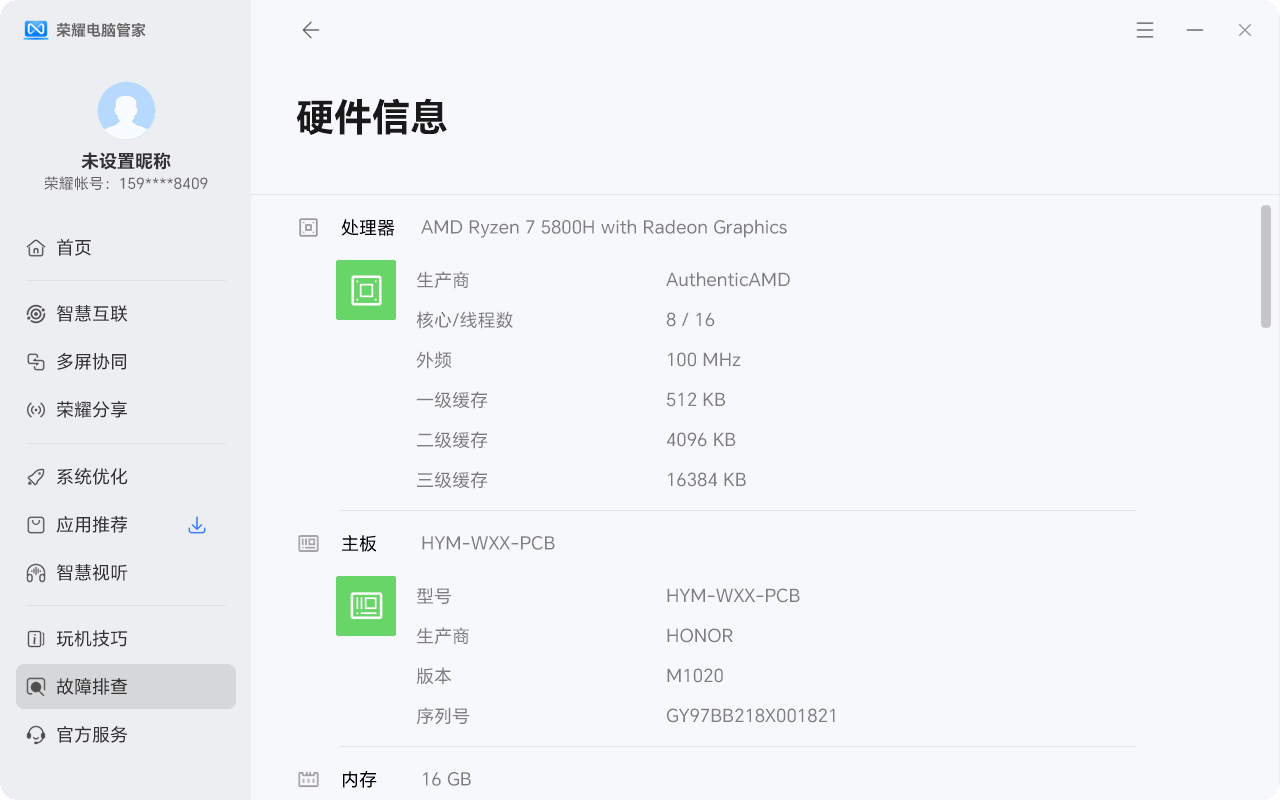 荣耀电脑管家
未设置昵称
荣耀帐号：159****8409
首页
智慧互联
多屏协同
荣耀分享
系统优化
应用推荐
智慧视听
玩机技巧
故障排查
官方服务
硬件信息
处理器 AMD Ryzen 7 5800H with Radeon Graphics
生产商 AuthenticAMD
核心/线程数 8 / 16
外频 100 MHz
一级缓存 512 KB
二级缓存 4096 KB
三级缓存 16384 KB
主板 HYM-WXX-PCB
型号 HYM-WXX-PCB
生产商 HONOR
版本 M1020
序列号 GY97BB218X001821
内存 16 GB